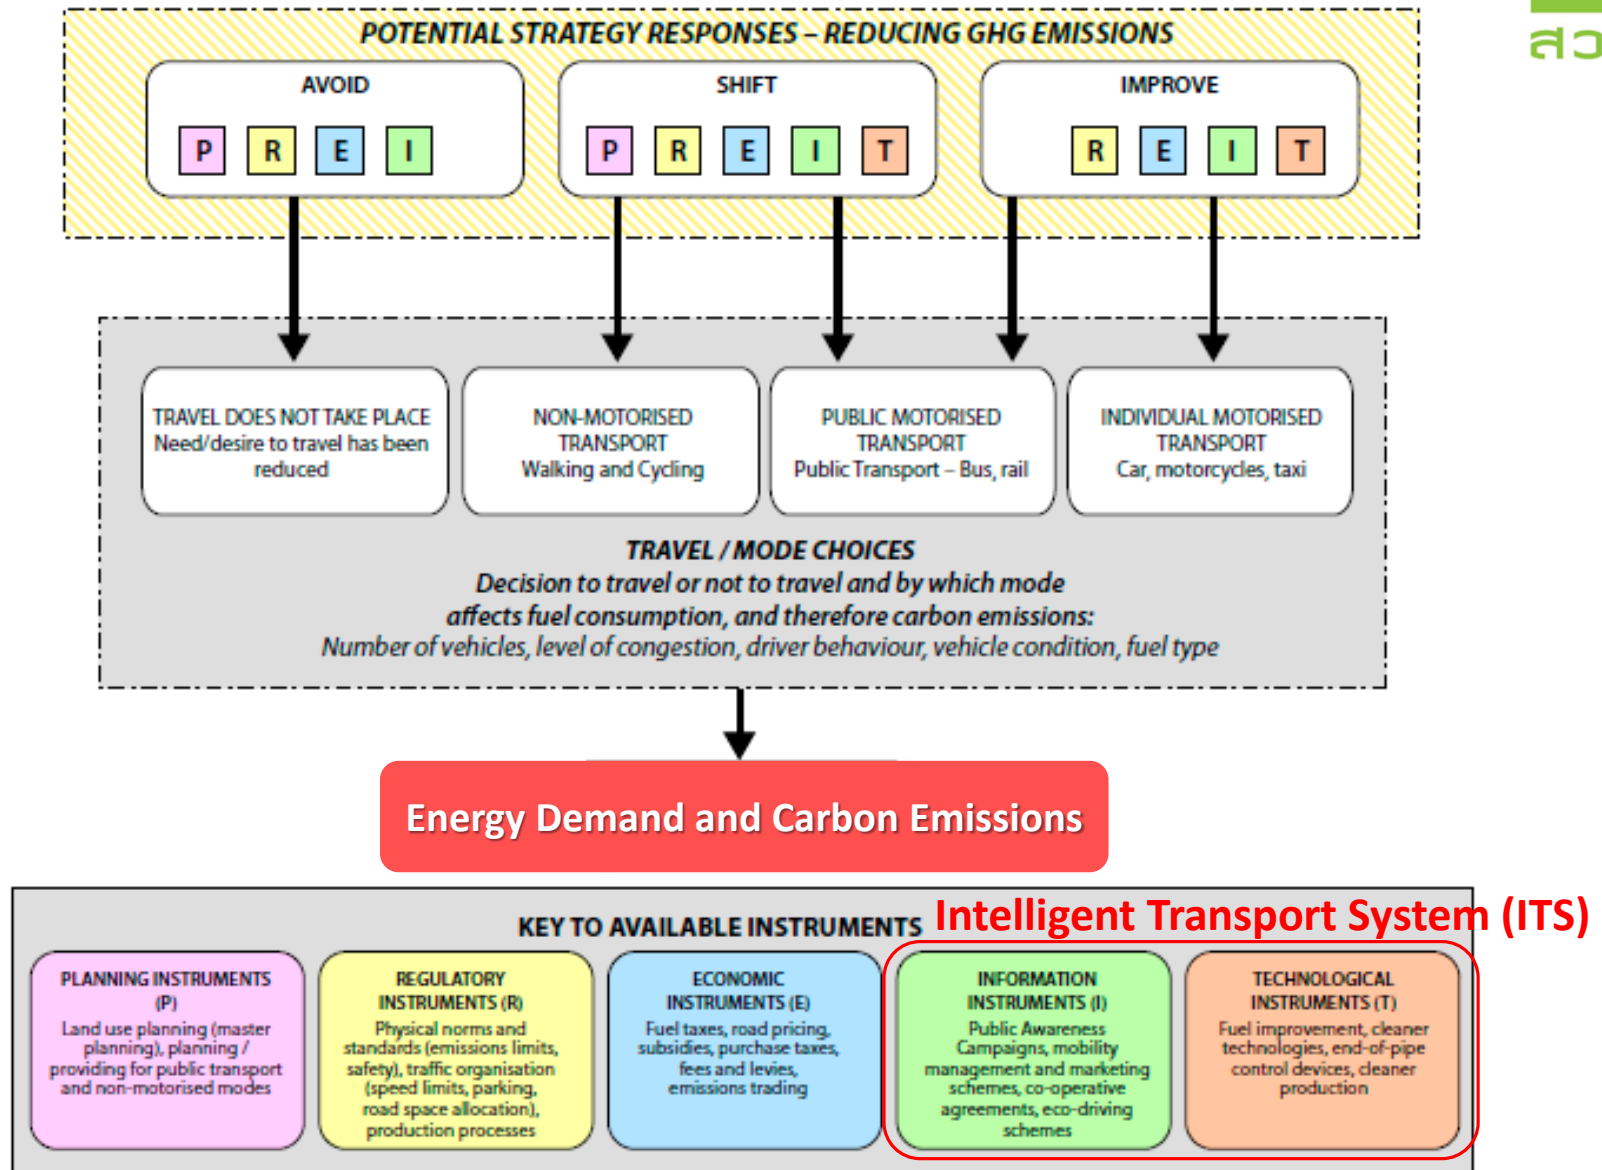 สว
POTENTIAL STRATEGY RESPONSES – REDUCING GHG EMISSIONS
AVOID
P R E I
SHIFT
P R E I T
IMPROVE
R E I T
TRAVEL DOES NOT TAKE PLACE
Need/desire to travel has been
reduced
NON-MOTORISED
TRANSPORT
Walking and Cycling
PUBLIC MOTORISED
TRANSPORT
Public Transport – Bus, rail
INDIVIDUAL MOTORISED
TRANSPORT
Car, motorcycles, taxi
TRAVEL / MODE CHOICES
Decision to travel or not to travel and by which mode
affects fuel consumption, and therefore carbon emissions:
Number of vehicles, level of congestion, driver behaviour, vehicle condition, fuel type
Energy Demand and Carbon Emissions
KEY TO AVAILABLE INSTRUMENTS
Intelligent Transport System (ITS)
PLANNING INSTRUMENTS
(P)
Land use planning (master
planning), planning /
providing for public transport
and non-motorised modes
REGULATORY
INSTRUMENTS (R)
Physical norms and
standards (emissions limits,
safety), traffic organisation
(speed limits, parking,
road space allocation),
production processes
ECONOMIC
INSTRUMENTS (E)
Fuel taxes, road pricing,
subsidies, purchase taxes,
fees and levies,
emissions trading
INFORMATION
INSTRUMENTS (I)
Public Awareness
Campaigns, mobility
management and marketing
schemes, co-operative
agreements, eco-driving
schemes
TECHNOLOGICAL
INSTRUMENTS (T)
Fuel improvement, cleaner
technologies, end-of-pipe
control devices, cleaner
production